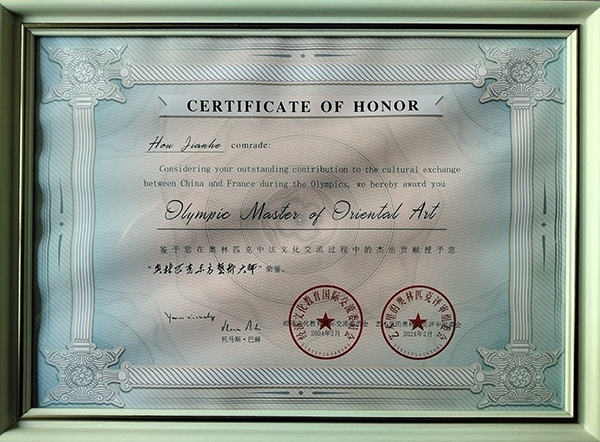 CERTIFICATE OF HONOR
Hou Jianhe comrade:
Considering your outstanding contribution to the cultural exchange
between China and France during the Olympics, we hereby award you
Olympic Master of Oriental Art
鉴于您在奥林匹克中法文化交流过程中的杰出贡献授予您
“奥林匹克东方艺术大师”荣誉。
Yours sincerely
托马斯·巴赫
2024年2月
2024年2月